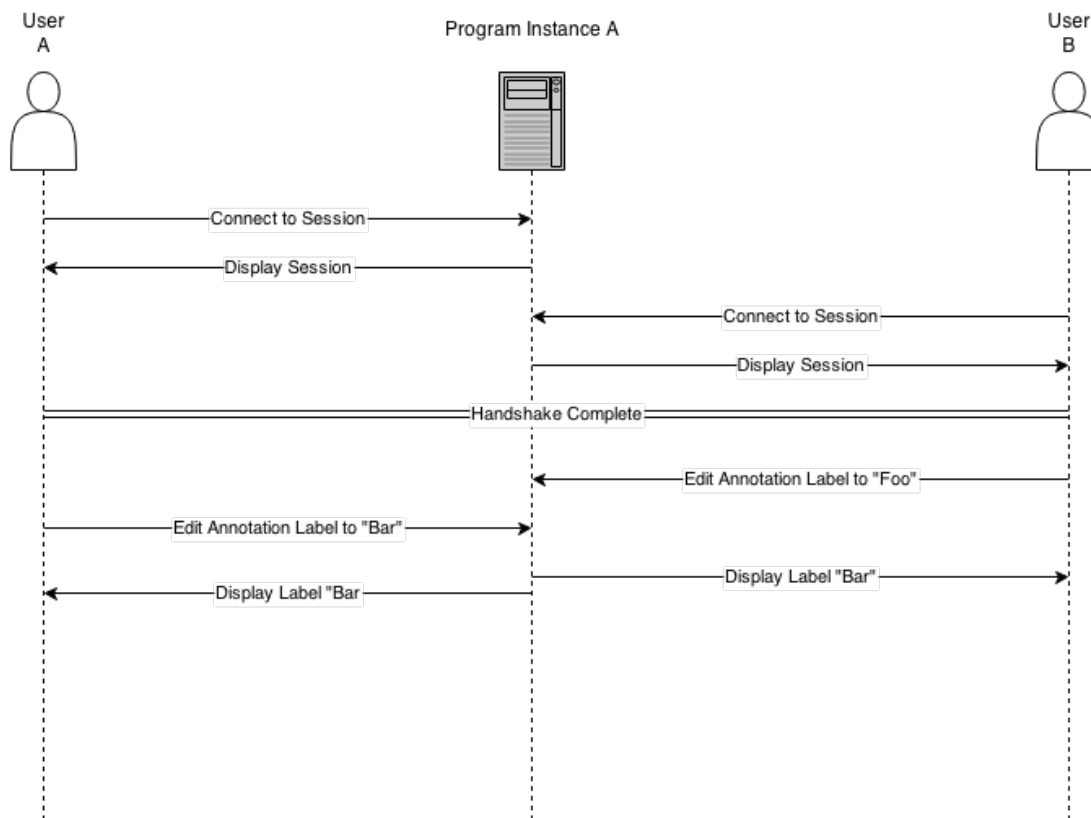 User
A
Program Instance A
User
B
Connect to Session
Display Session
Connect to Session
Display Session
Handshake Complete
Edit Annotation Label to "Foo"
Edit Annotation Label to "Bar"
Display Label "Bar"
Display Label "Bar